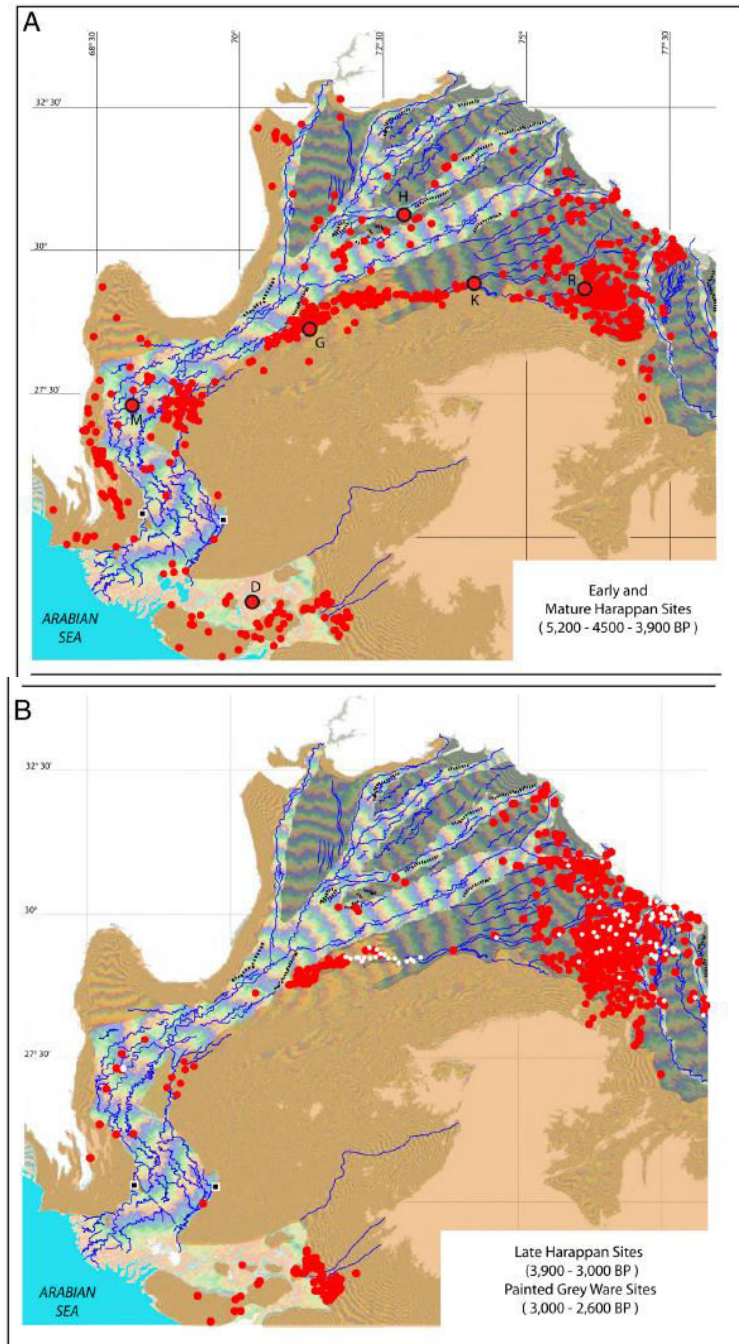 A
68° 30'
70°
72° 30'
75°
77° 30'
32° 30'
H
30°
R
K
G
27° 30'
M
D
ARABIAN
SEA
Early and
Mature Harappan Sites
( 5,200 - 4500 - 3,900 BP )
B
32° 30'
30°
27° 30'
ARABIAN
SEA
Late Harappan Sites
(3,900 - 3,000 BP )
Painted Grey Ware Sites
( 3,000 - 2,600 BP )